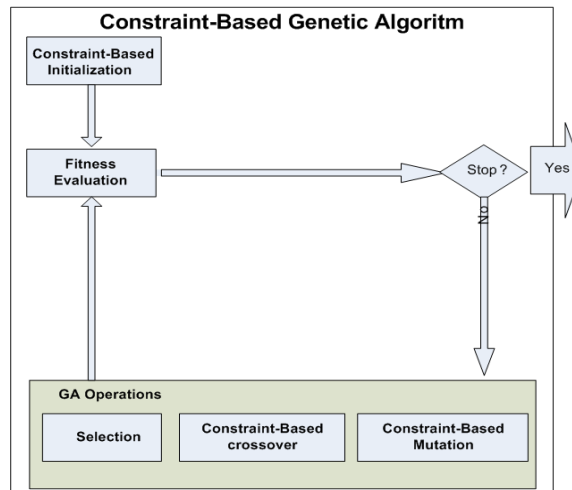 Constraint-Based Genetic Algoritm
Constraint-Based
Initialization
Fitness
Evaluation
Stop ?
Yes
No
GA Operations
Selection
Constraint-Based
crossover
Constraint-Based
Mutation